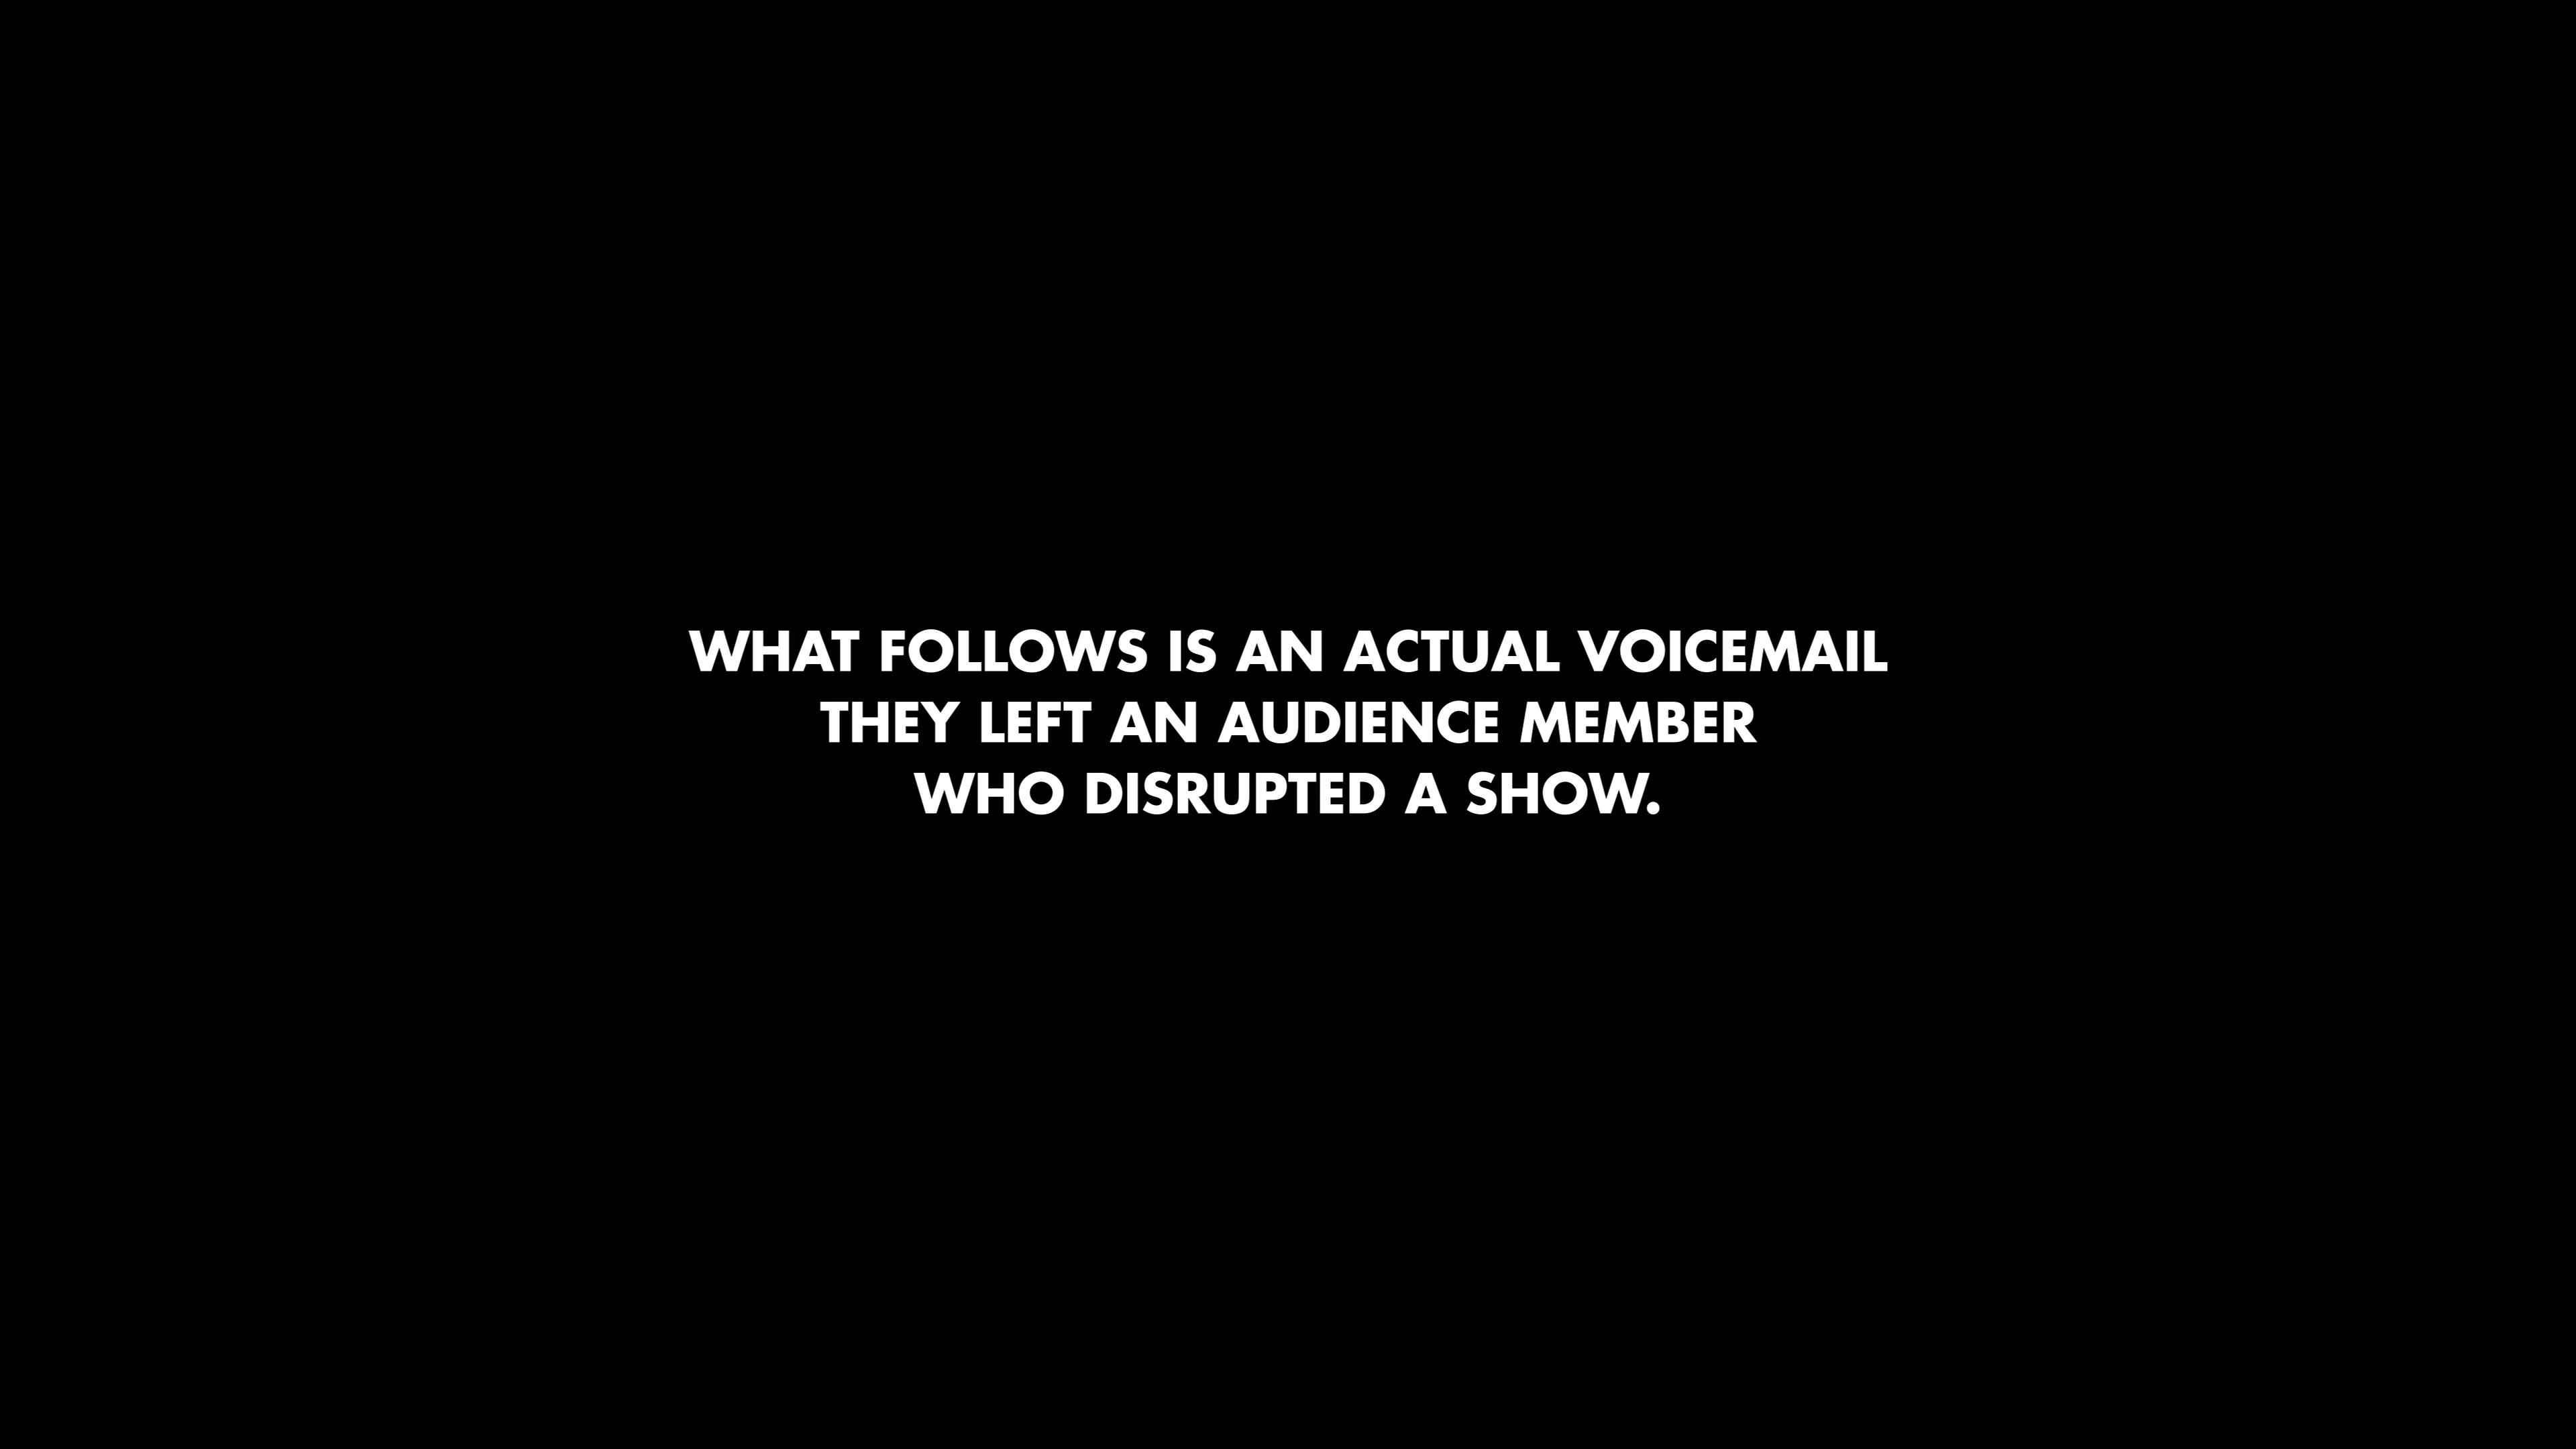 WHAT FOLLOWS IS AN ACTUAL VOICEMAIL
THEY LEFT AN AUDIENCE MEMBER
WHO DISRUPTED A SHOW.